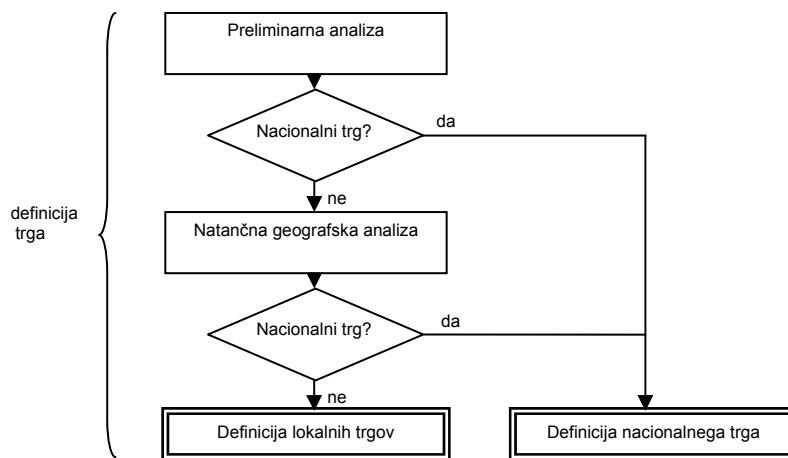 Preliminarna analiza
Nacionalni trg?
da
ne
definicija
trga
Natančna geografska analiza
Nacionalni trg?
da
ne
Definicija lokalnih trgov
Definicija nacionalnega trga